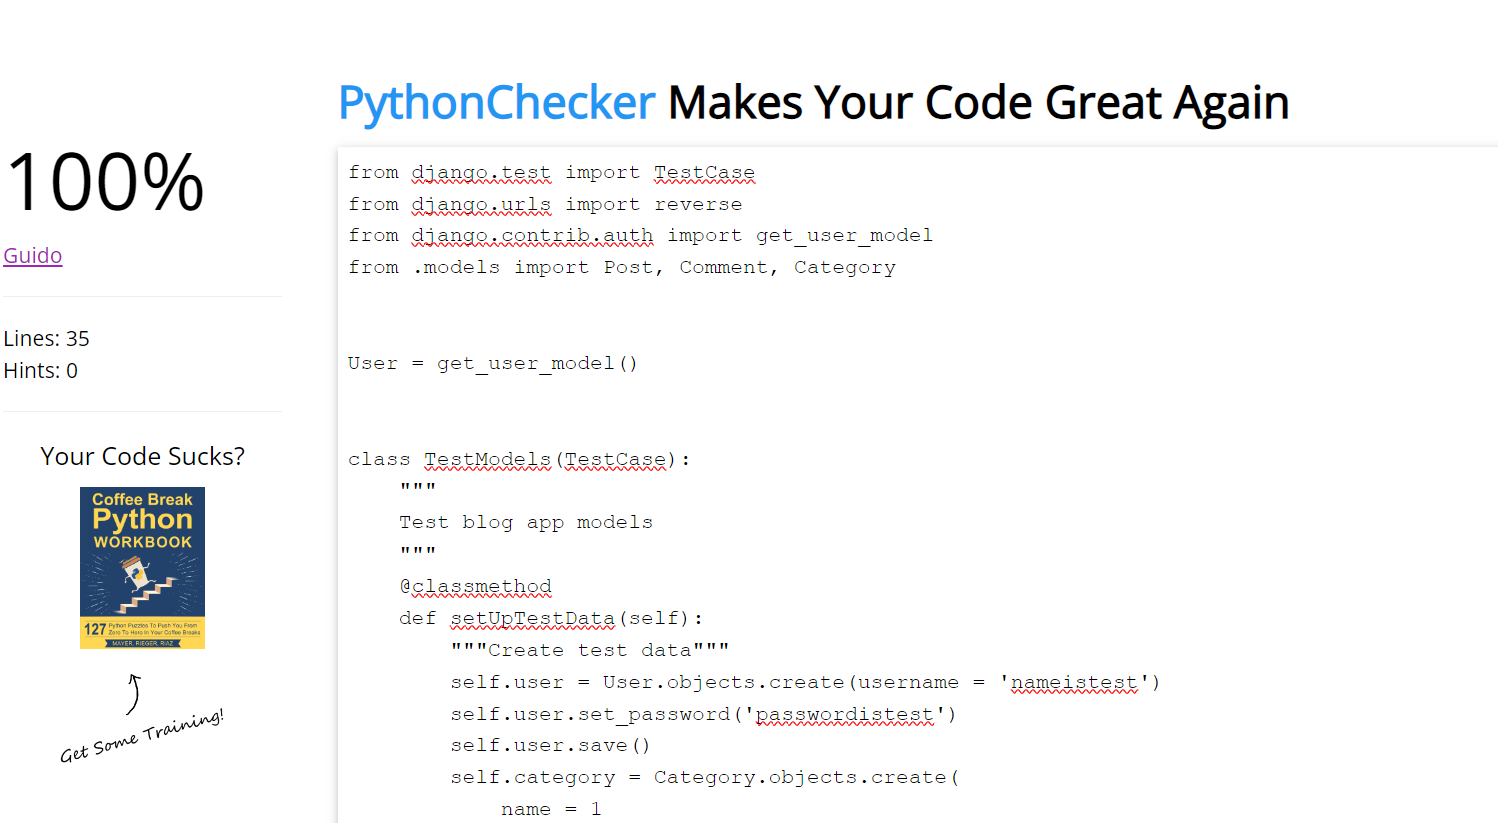 PythonChecker Makes Your Code Great Again
100%
Guido
Lines: 35
Hints: 0
Your Code Sucks?
Coffee Break
Python
WORKBOOK
127 Python Puzzles To Push You From
Zero To Hero In Your Coffee Breaks
MAYER, RIEGER, RIAZ
Get Some Training!
from django.test import TestCase
from django.urls import reverse
from django.contrib.auth import get_user_model
from .models import Post, Comment, Category
User = get_user_model()
class TestModels(TestCase):
    """
    Test blog app models
    """
    @classmethod
    def setUpTestData(self):
        """Create test data"""
        self.user = User.objects.create(username = 'nameistest')
        self.user.set_password('passwordistest')
        self.user.save()
        self.category = Category.objects.create(
            name = 1